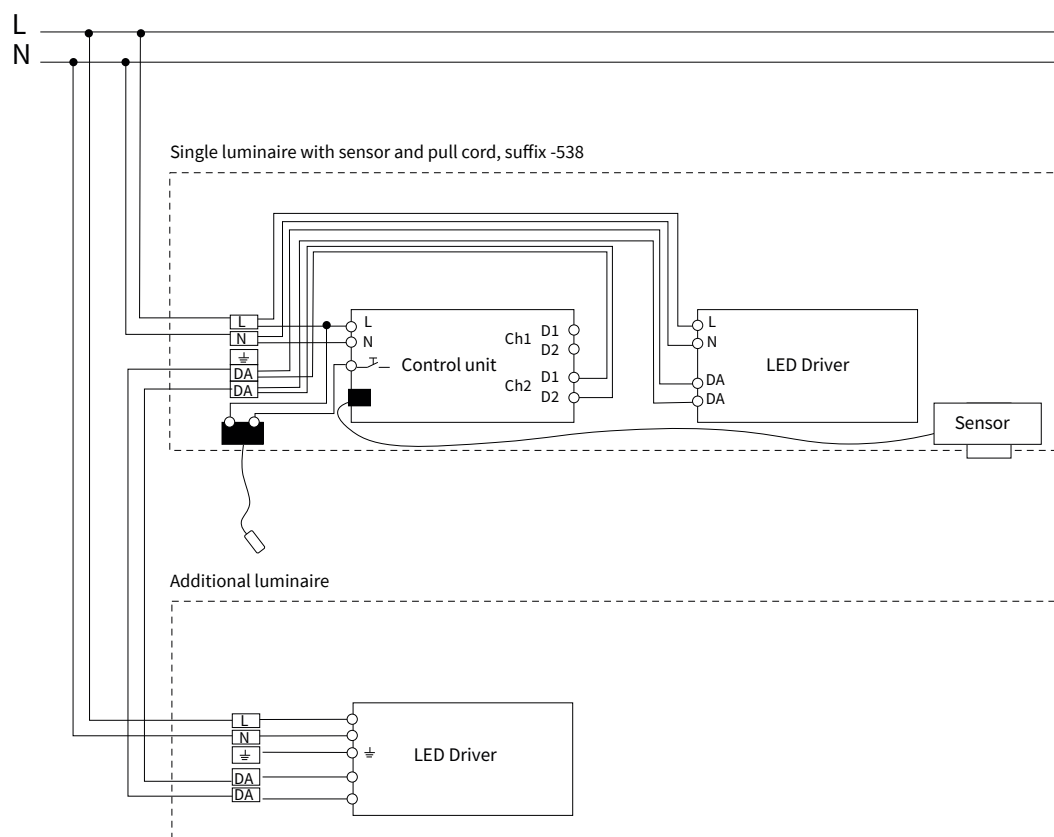 L
N
Single luminaire with sensor and pull cord, suffix -538
L
N
DA
DA
L
N
Control unit
Ch1 D1
D2
Ch2 D1
D2
L
N
DA
DA
LED Driver
Sensor
Additional luminaire
L
N
DA
DA
LED Driver